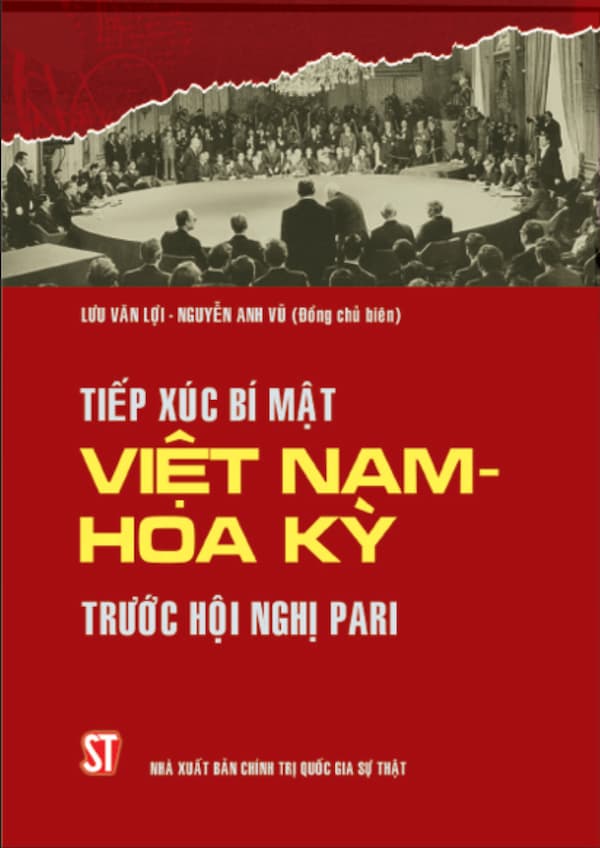 LƯU VĂN LỢI - NGUYỄN ANH VŨ (Đồng chủ biên)
TIẾP XÚC BÍ MẬT
VIỆT NAM-
HOA KỲ
TRƯỚC HỘI NGHỊ PARI
ST
NHÀ XUẤT BẢN CHÍNH TRỊ QUỐC GIA SỰ THẬT